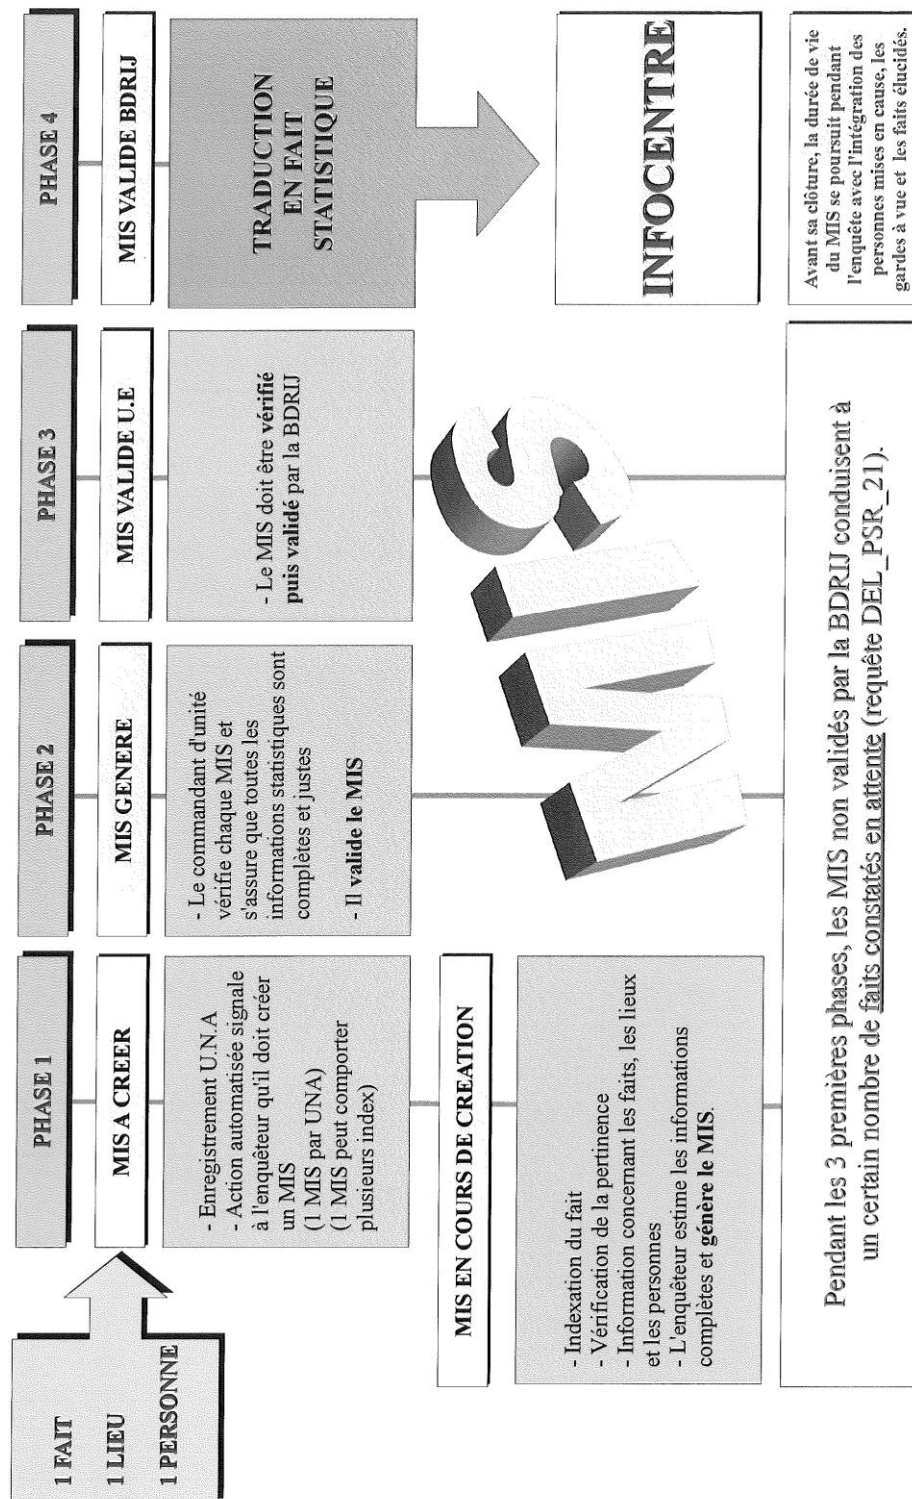 1 FAIT
1 LIEU
1 PERSONNE
PHASE 1
MIS A CREER
- Enregistrement U.N.A
- Action automatisée signale
à l'enquêteur qu'il doit créer
un MIS
(1 MIS par UNA)
(1 MIS peut comporter
plusieurs index)
MIS EN COURS DE CREATION
- Indexation du fait
- Vérification de la pertinence
- Information concernant les faits, les lieux
et les personnes
- L'enquêteur estime les informations
complètes et génère le MIS.
PHASE 2
MIS GENERE
- Le commandant d'unité
vérifie chaque MIS et
s'assure que toutes les
informations statistiques sont
complètes et justes
- Il valide le MIS
PHASE 3
MIS VALIDE U.E
- Le MIS doit être vérifié
puis validé par la BDRIJ
PHASE 4
MIS VALIDE BDRIJ
TRADUCTION
EN FAIT
STATISTIQUE
INFOCENTRE
MIS
Pendant les 3 premières phases, les MIS non validés par la BDRIJ conduisent à
un certain nombre de faits constatés en attente (requête DEL_PSR_21).
Avant sa clôture, la durée de vie
du MIS se poursuit pendant
l'enquête avec l'intégration des
personnes mises en cause, les
gardes à vue et les faits élucidés.